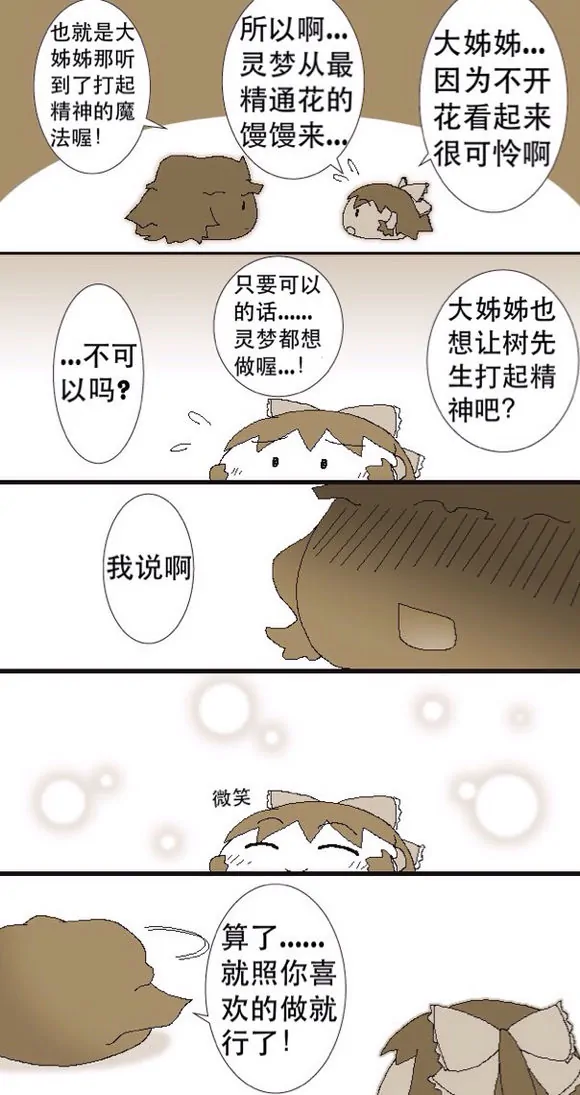 大姊姊...
因为不开
花看起来
很可怜啊
所以啊...
灵梦从最
精通花的
馒馒来...
也就是大
姊姊那听
到了打起
精神的魔
法喔!
大姊姊也
想让树先
生打起精
神吧?
只要可以
的话......
灵梦都想
做喔...!
...不可
以吗?
我说啊
微笑
算了......
就照你喜
欢的做就
行了!